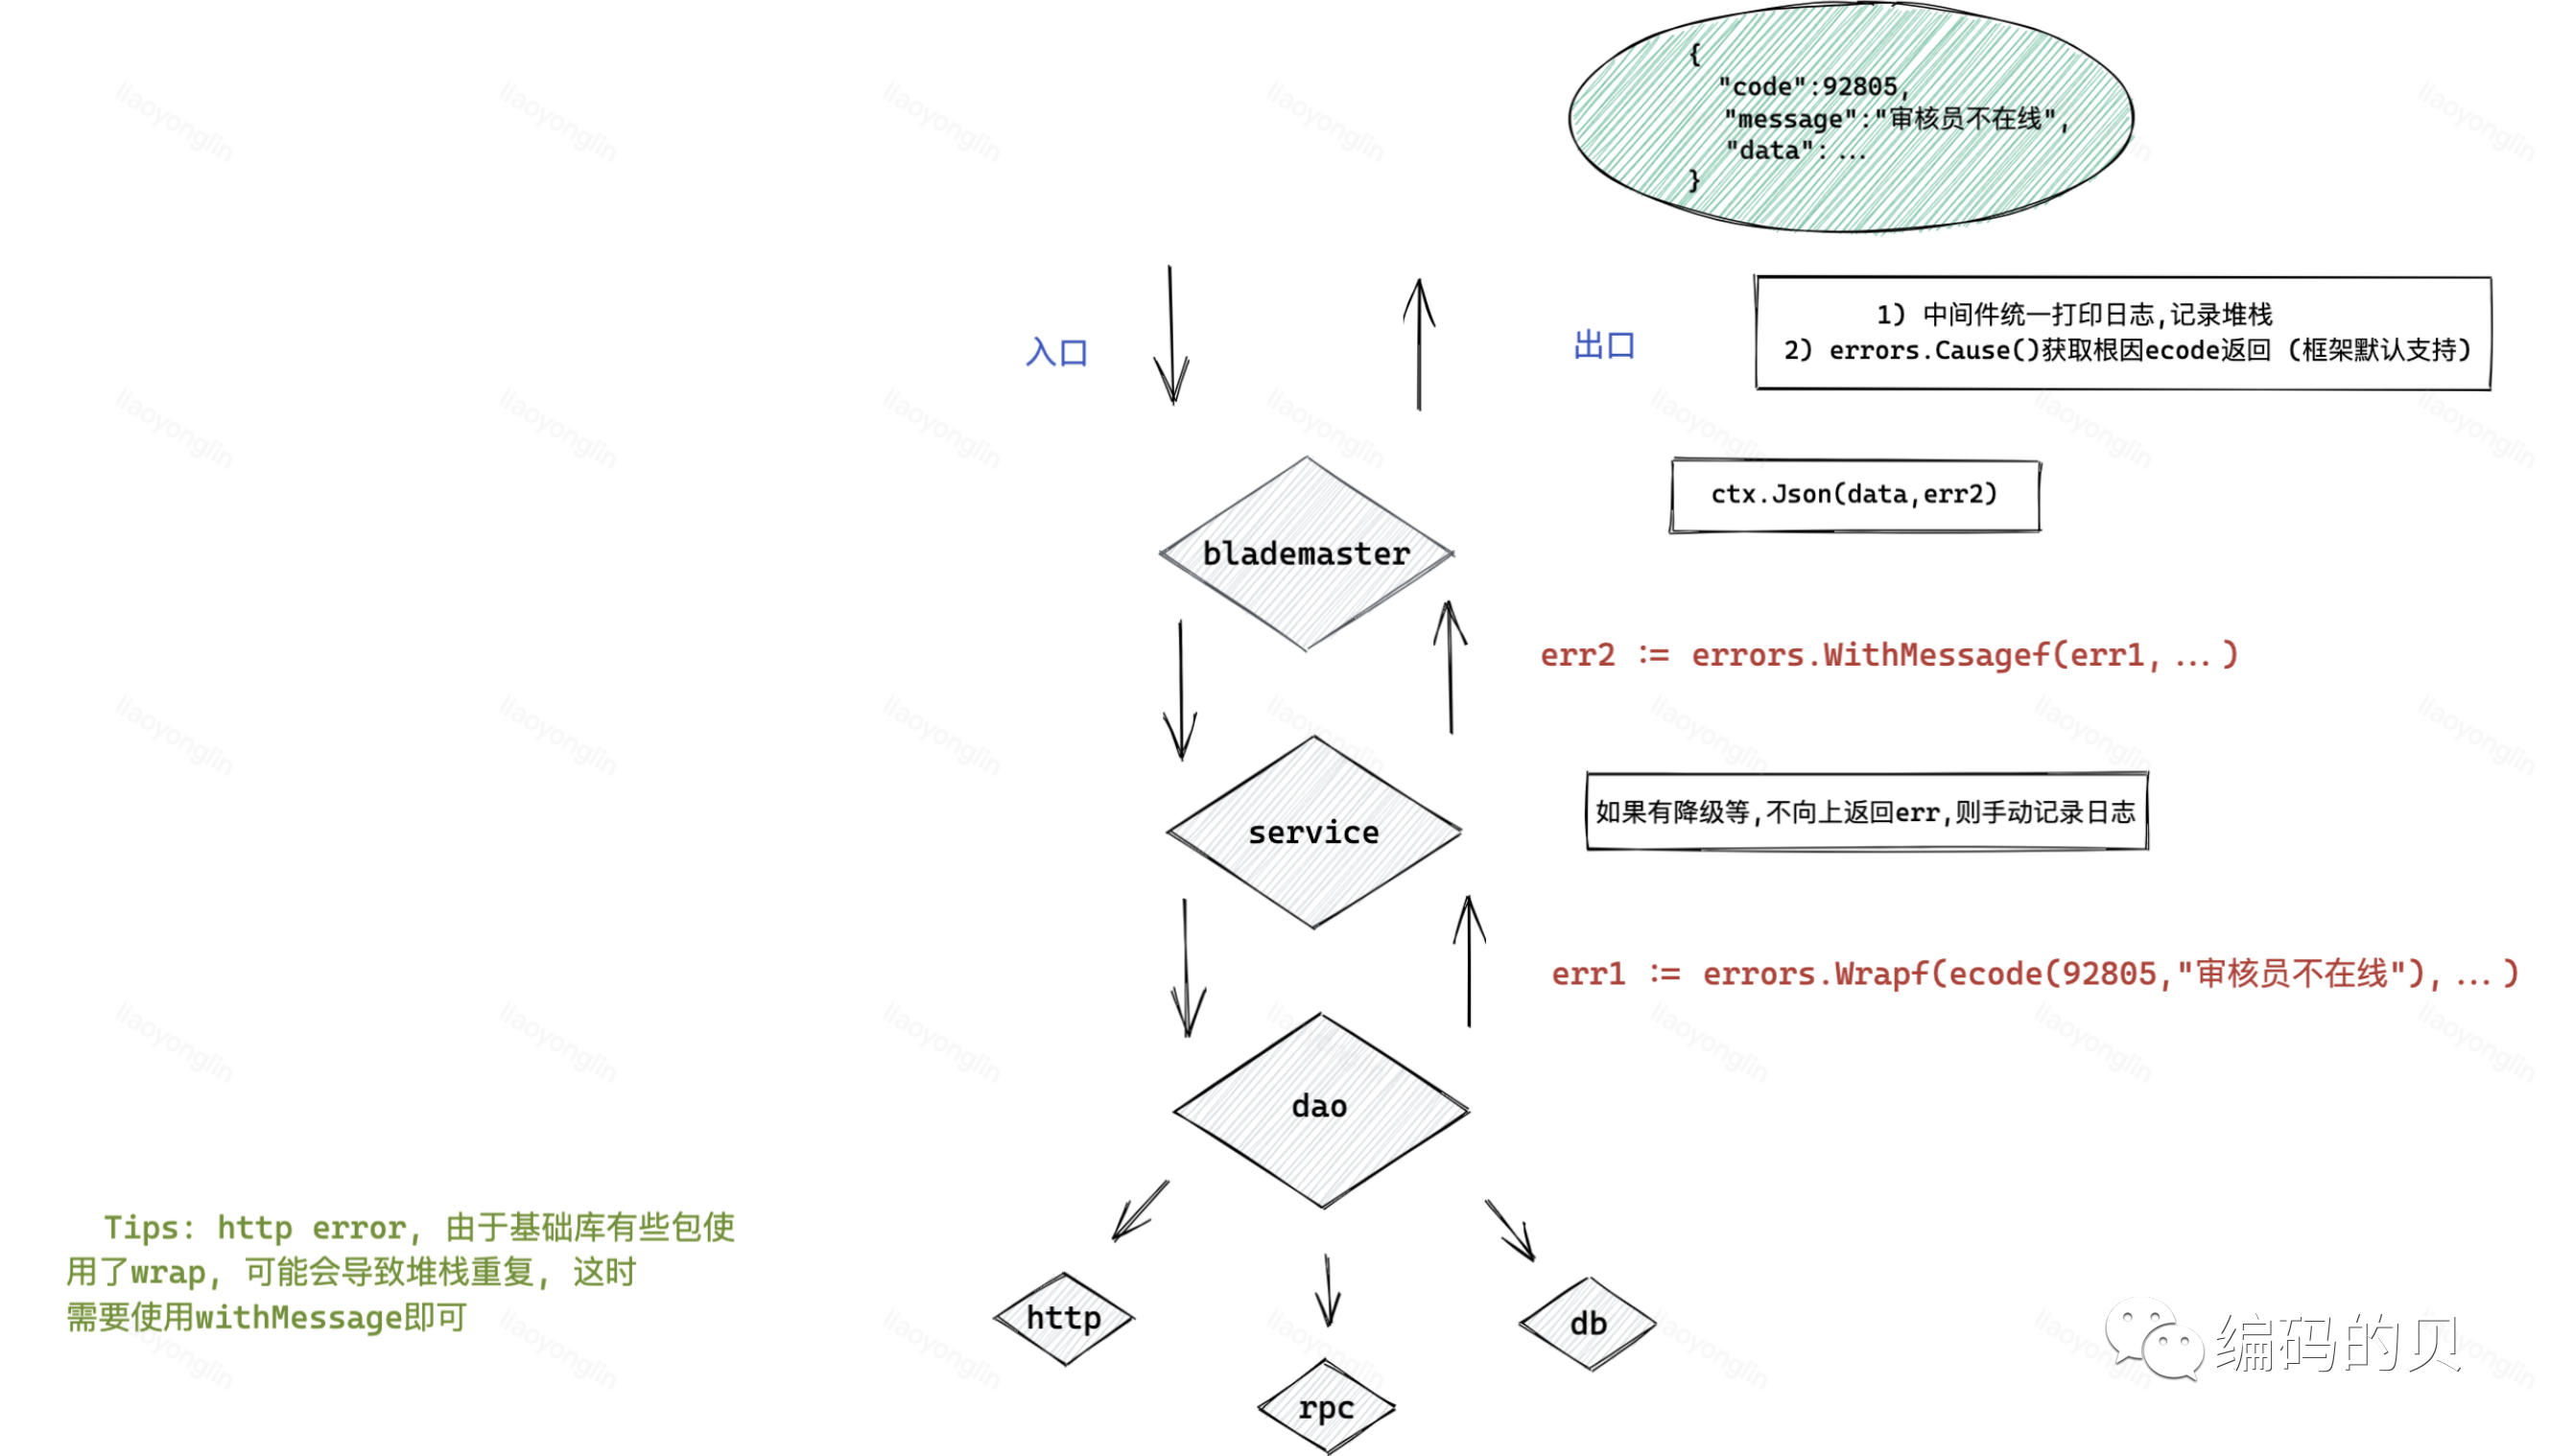 {
"code":92805,
"message":"审核员不在线",
"data":...
}
入口
出口
1) 中间件统一打印日志,记录堆栈
2) errors.Cause()获取根因ecode返回 (框架默认支持)
ctx.Json(data,err2)
blademaster
err2 := errors.WithMessagef(err1,...)
service
如果有降级等,不向上返回err,则手动记录日志
err1 := errors.Wrapf(ecode(92805,"审核员不在线"),...)
dao
Tips: http error, 由于基础库有些包使
用了wrap, 可能会导致堆栈重复, 这时
需要使用withMessage即可
http
rpc
db
编码的贝
liaoyonglin